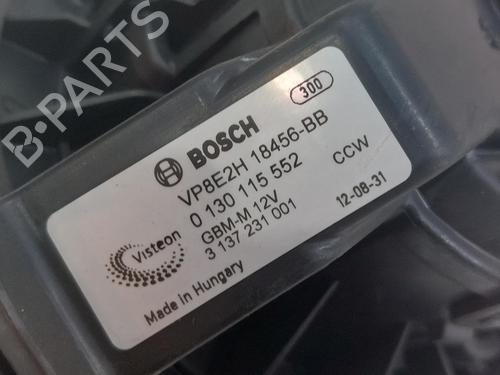 B-PARTS
300
BOSCH
VP8E2H 18456-BB
0 130 115 552
CCW
GBM-M 12V
3 137 231 001
12-08-31
Visteon
Made in Hungary